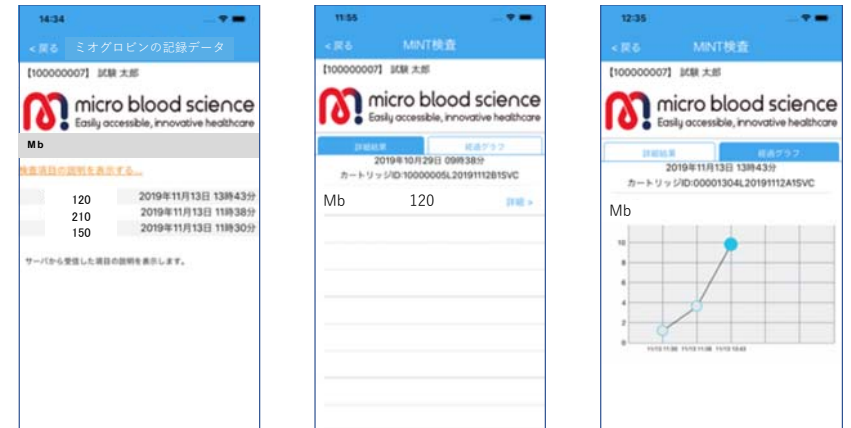 14:34
< 戻る ミオグロビンの記録データ
【100000007】 試験 太郎
micro blood science
Easily accessible, innovative healthcare
Mb
検査項目の説明を表示する...
120 2019年11月13日 13時43分
210 2019年11月13日 11時38分
150 2019年11月13日 11時30分
サーバから受信した項目の説明を表示します。
11:55
< 戻る MINT検査
【100000007】 試験 太郎
micro blood science
Easily accessible, innovative healthcare
詳細結果 経過グラフ
2019年10月29日 09時38分
カートリッジID:10000005L20191112B1SVC
Mb 120 詳細 >
12:35
< 戻る MINT検査
【100000007】 試験 太郎
micro blood science
Easily accessible, innovative healthcare
詳細結果 経過グラフ
2019年11月13日 13時43分
カートリッジID:00001304L20191112A1SVC
Mb
10
8
6
4
2
0
11/13 11:30 11/13 11:38 11/13 13:43